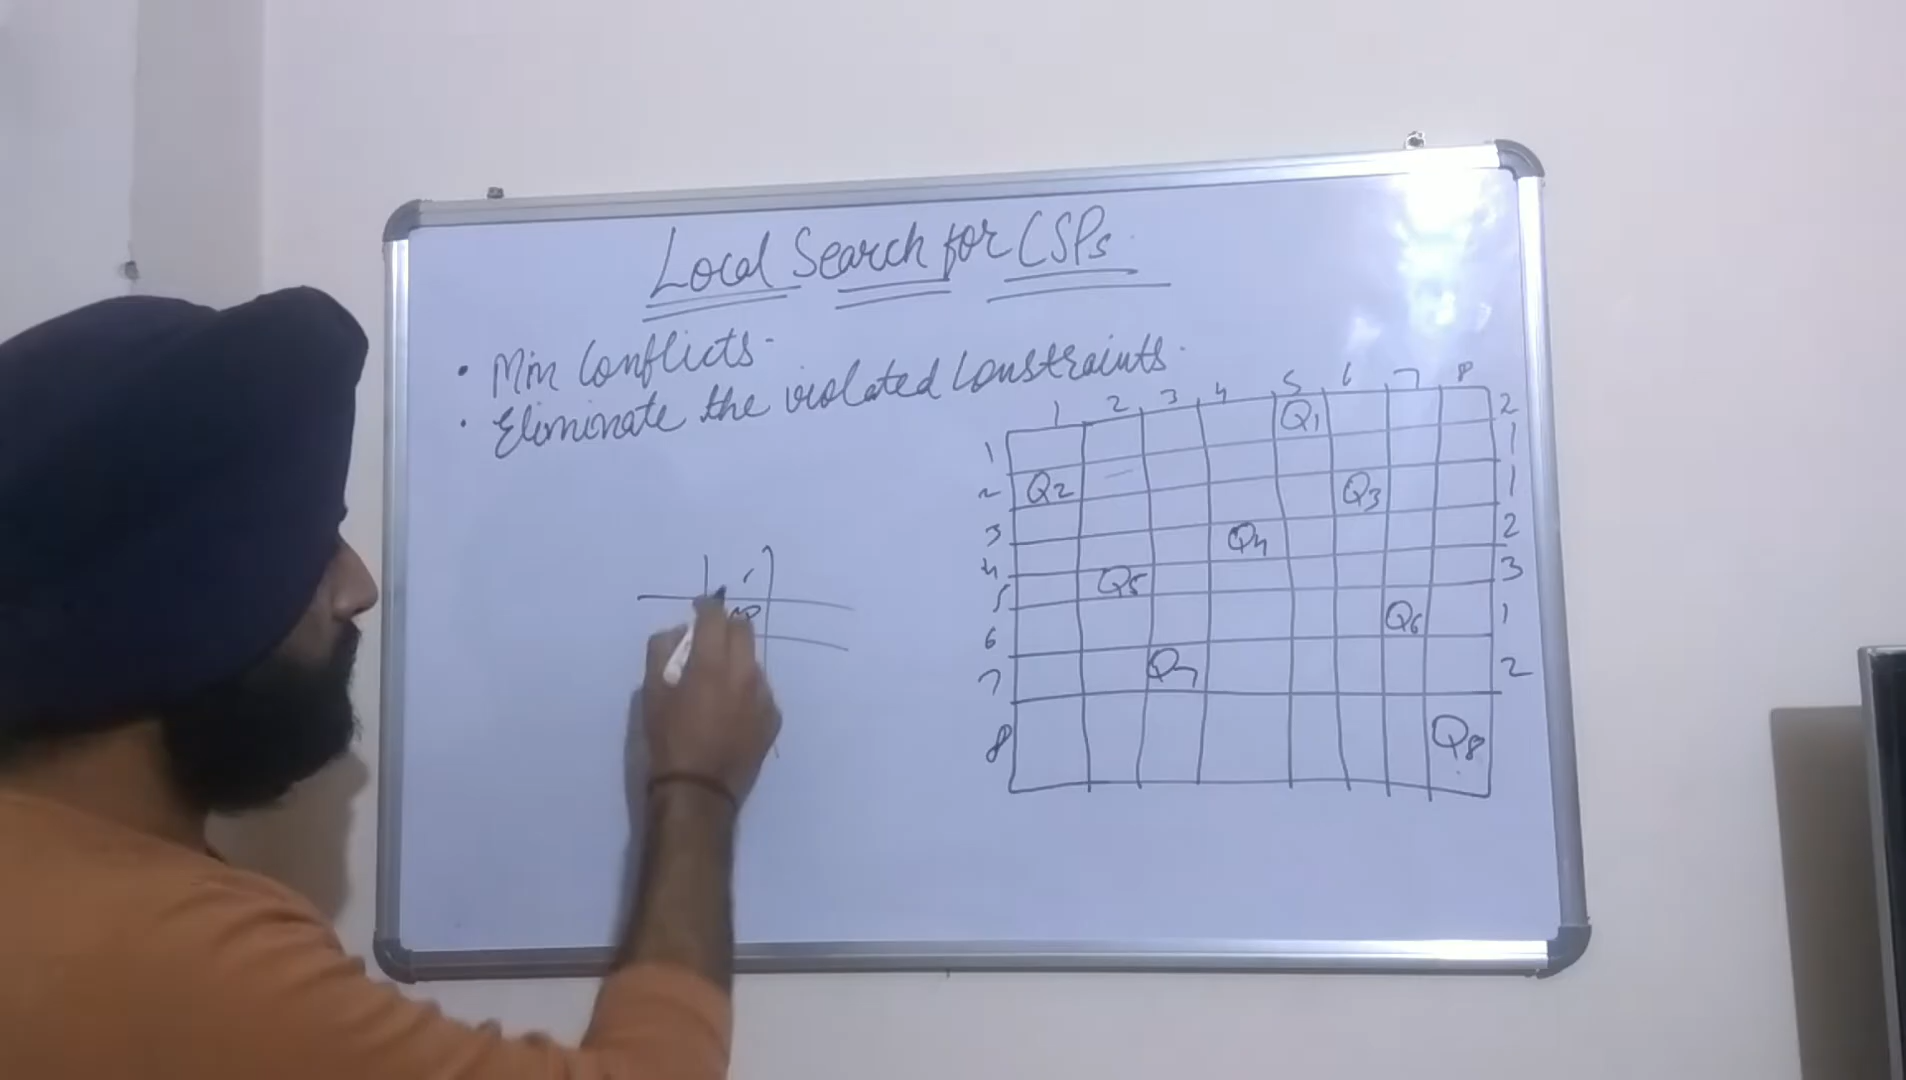 Local Search for CSPs.
• Min Conflicts.
• Eliminate the violated Constraints.
1 2 3 4 5 6 7 8
Q1 2
1 1
2 Q2 Q3 1
3 Q4 2
4 Q5 3
5
6 Q6 1
7 Q7 2
8 Q8